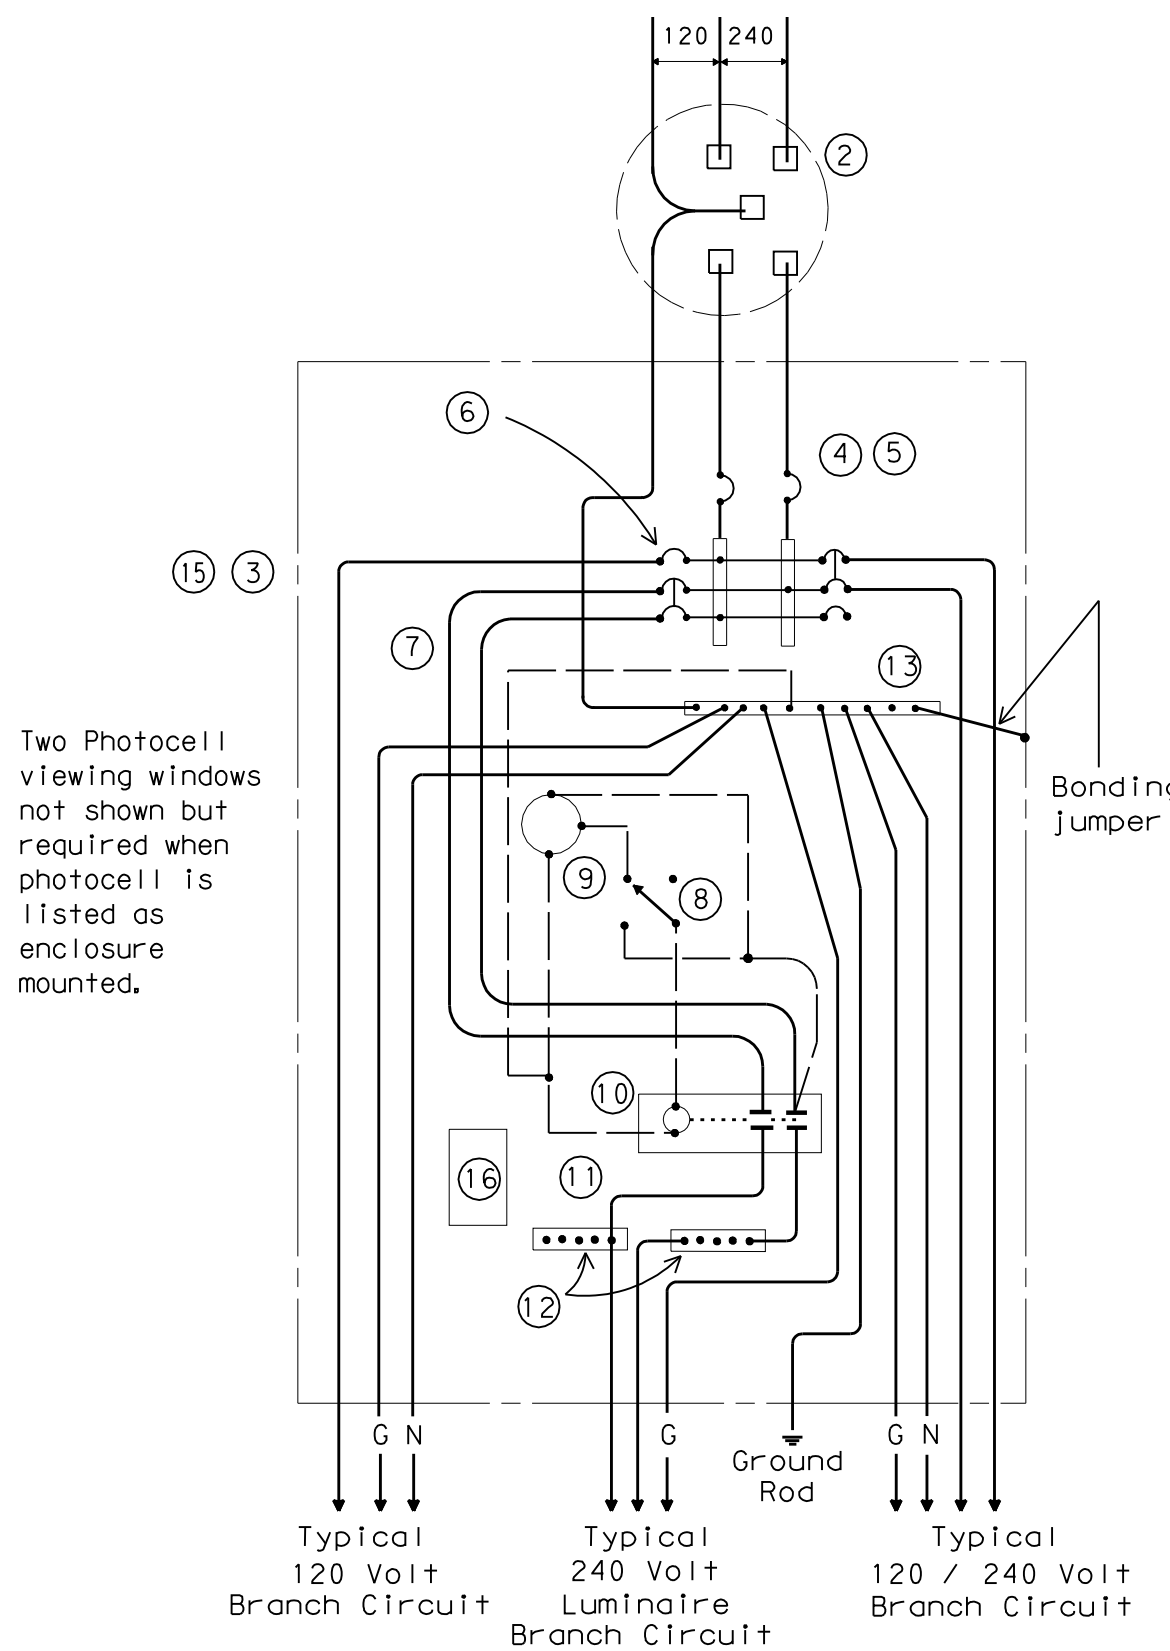 120 240
2
6
4 5
15 3
7
13
Two Photocell
viewing windows
not shown but
required when
photocell is
listed as
enclosure
mounted.
Bonding
jumper
9
8
10
16
11
12
G N
G
G N
Ground
Rod
Typical
120 Volt
Branch Circuit
Typical
240 Volt
Luminaire
Branch Circuit
Typical
120 / 240 Volt
Branch Circuit